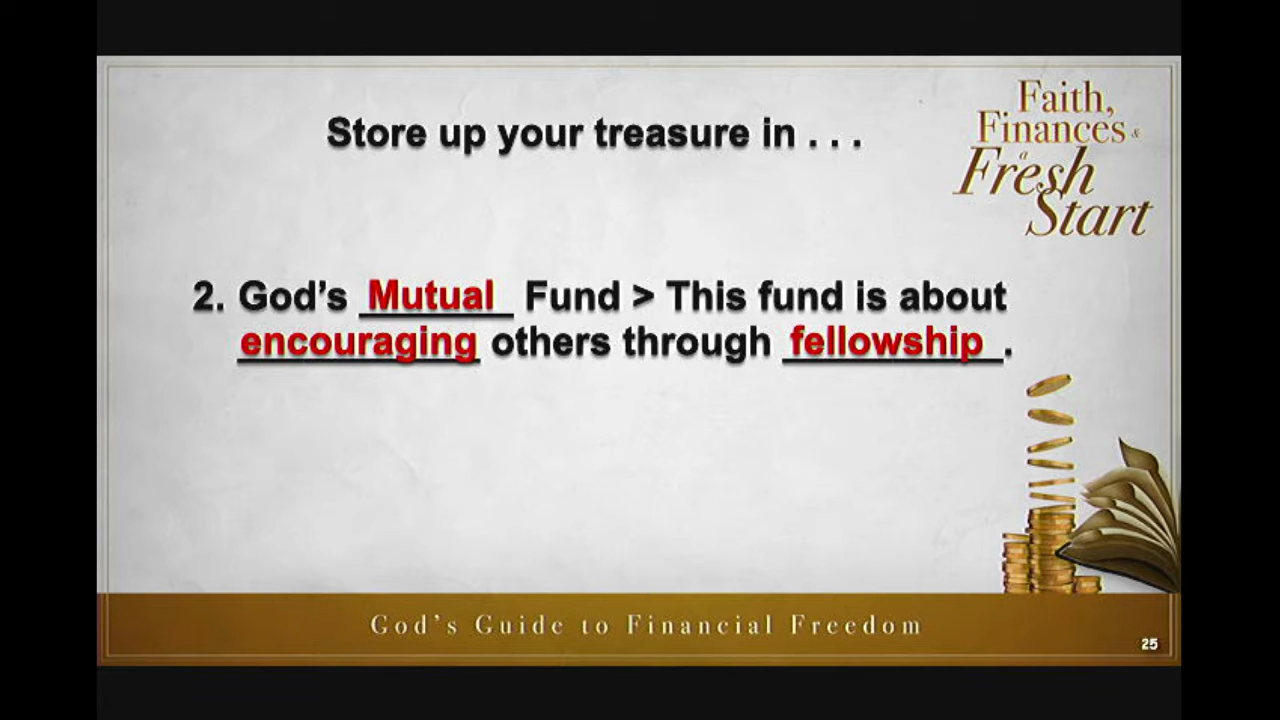 Faith,
Finances &
a
Fresh
Start
Store up your treasure in . . .
2. God's Mutual Fund > This fund is about
encouraging others through fellowship.
God's Guide to Financial Freedom
25